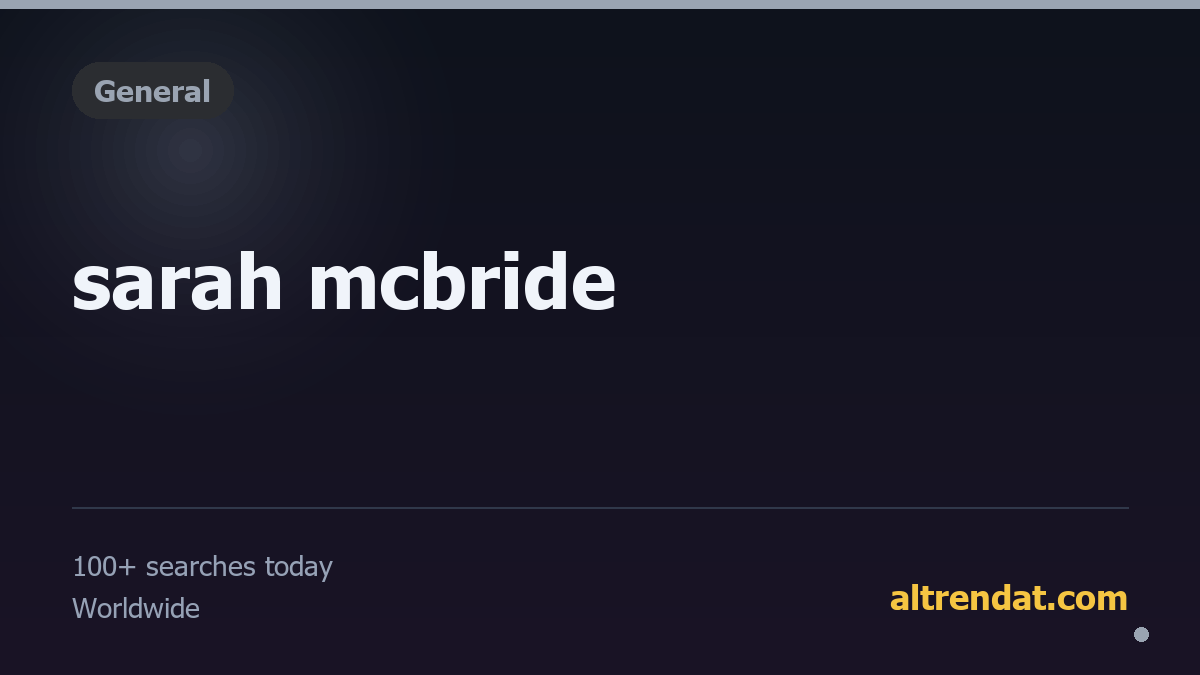 General
sarah mcbride
100+ searches today
Worldwide
altrendat.com